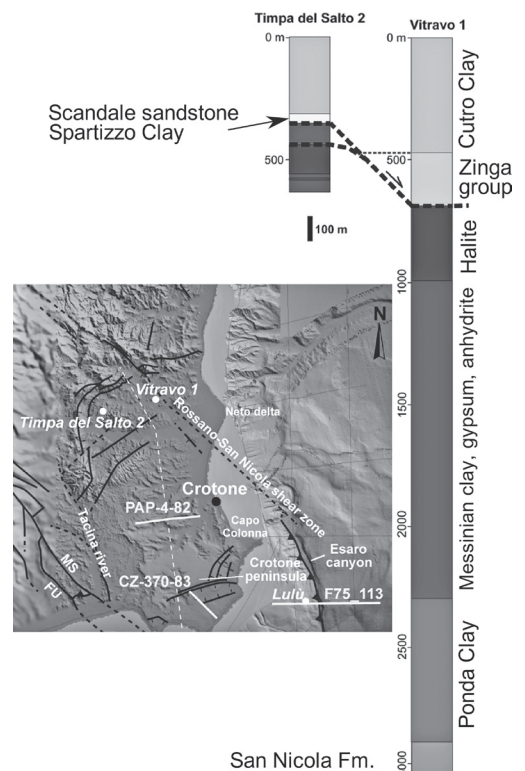 Timpa del Salto 2
Vitravo 1
0 m
0 m
Cutro Clay
Scandale sandstone
Spartizzo Clay
500
500
Zinga
group
100 m
Halite
1000
N
Messinian clay, gypsum, anhydrite
Vitravo 1
Neto delta
Timpa del Salto 2
Rossano-San Nicola shear zone
1500
Crotone
PAP-4-82
Capo
Colonna
Tacina river
2000
Esaro
canyon
Crotone
peninsula
MS
CZ-370-83
FU
Lulù
F75_113
2500
Ponda Clay
000
San Nicola Fm.